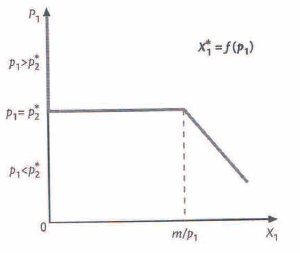 P₁
X₁* = f(p₁)
p₁>p₂*
p₁= p₂*
p₁<p₂*
0
m/p₁
X₁